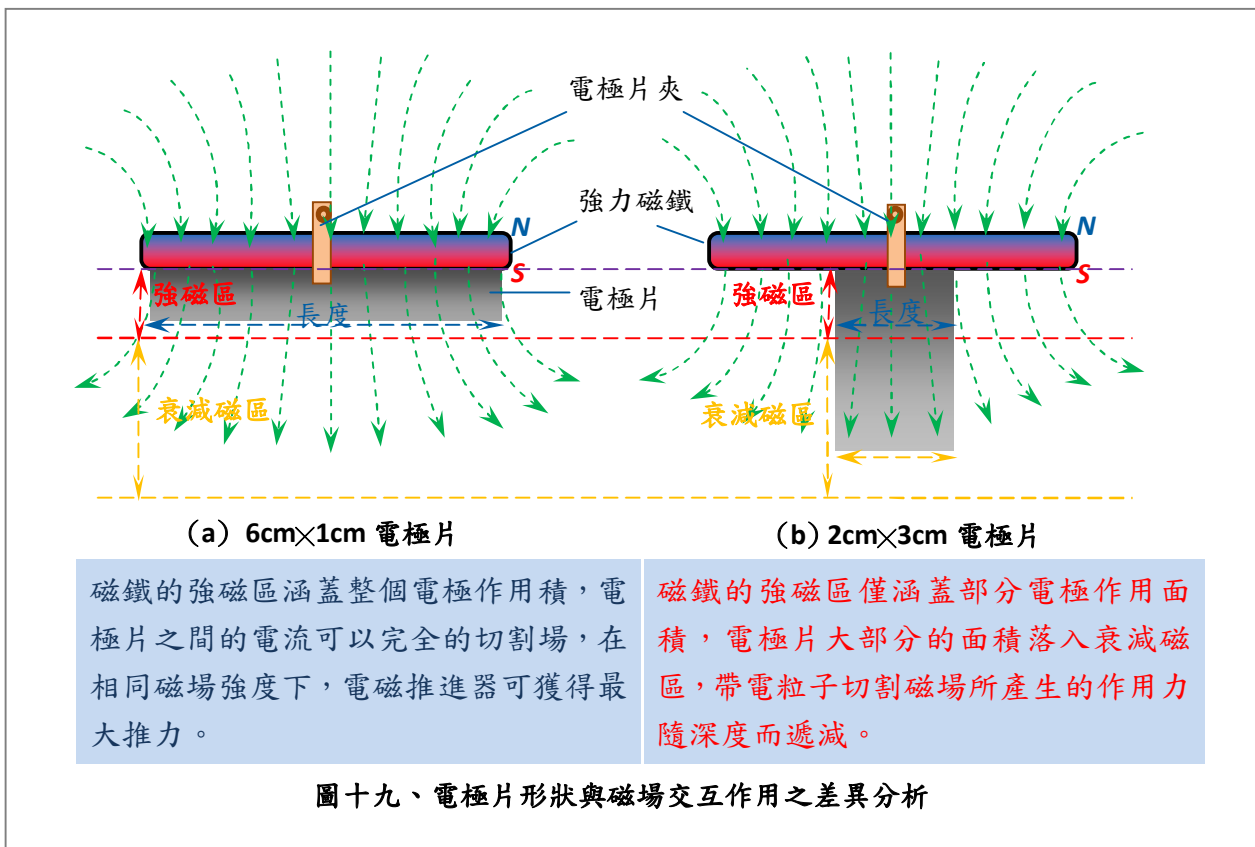 電極片夾
強力磁鐵
N
S
電極片
強磁區
長度
衰減磁區
N
S
強磁區
長度
衰減磁區
(a) 6cm×1cm 電極片
(b) 2cm×3cm 電極片
磁鐵的強磁區涵蓋整個電極作用積，電
極片之間的電流可以完全的切割場，在
相同磁場強度下，電磁推進器可獲得最
大推力。
磁鐵的強磁區僅涵蓋部分電極作用面
積，電極片大部分的面積落入衰減磁
區，帶電粒子切割磁場所產生的作用力
隨深度而遞減。
圖十九、電極片形狀與磁場交互作用之差異分析